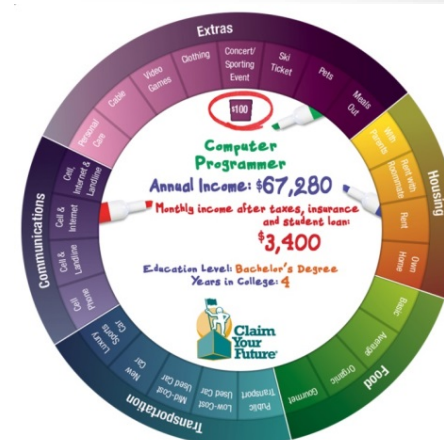 Extras
Personal
Care
Cable
Video
Games
Clothing
Concert/
Sporting
Event
Ski
Ticket
Pets
Meals
Out
Housing
With
Parents
Rent with
Roommate
Rent
Own
Home
Food
Basic
Average
Organic
Gourmet
Transportation
Public
Transport
Low-Cost
Used Car
Mid-Cost
Used Car
New
Car
Luxury
Sports
Car
Communications
Cell
Phone
Cell &
Landline
Cell &
Internet
Cell,
Internet &
Landline
$100
Computer
Programmer
Annual Income: $67,280
Monthly income after taxes, insurance
and student loan:
$3,400
Education Level: Bachelor's Degree
Years in College: 4
Claim
Your
Future®